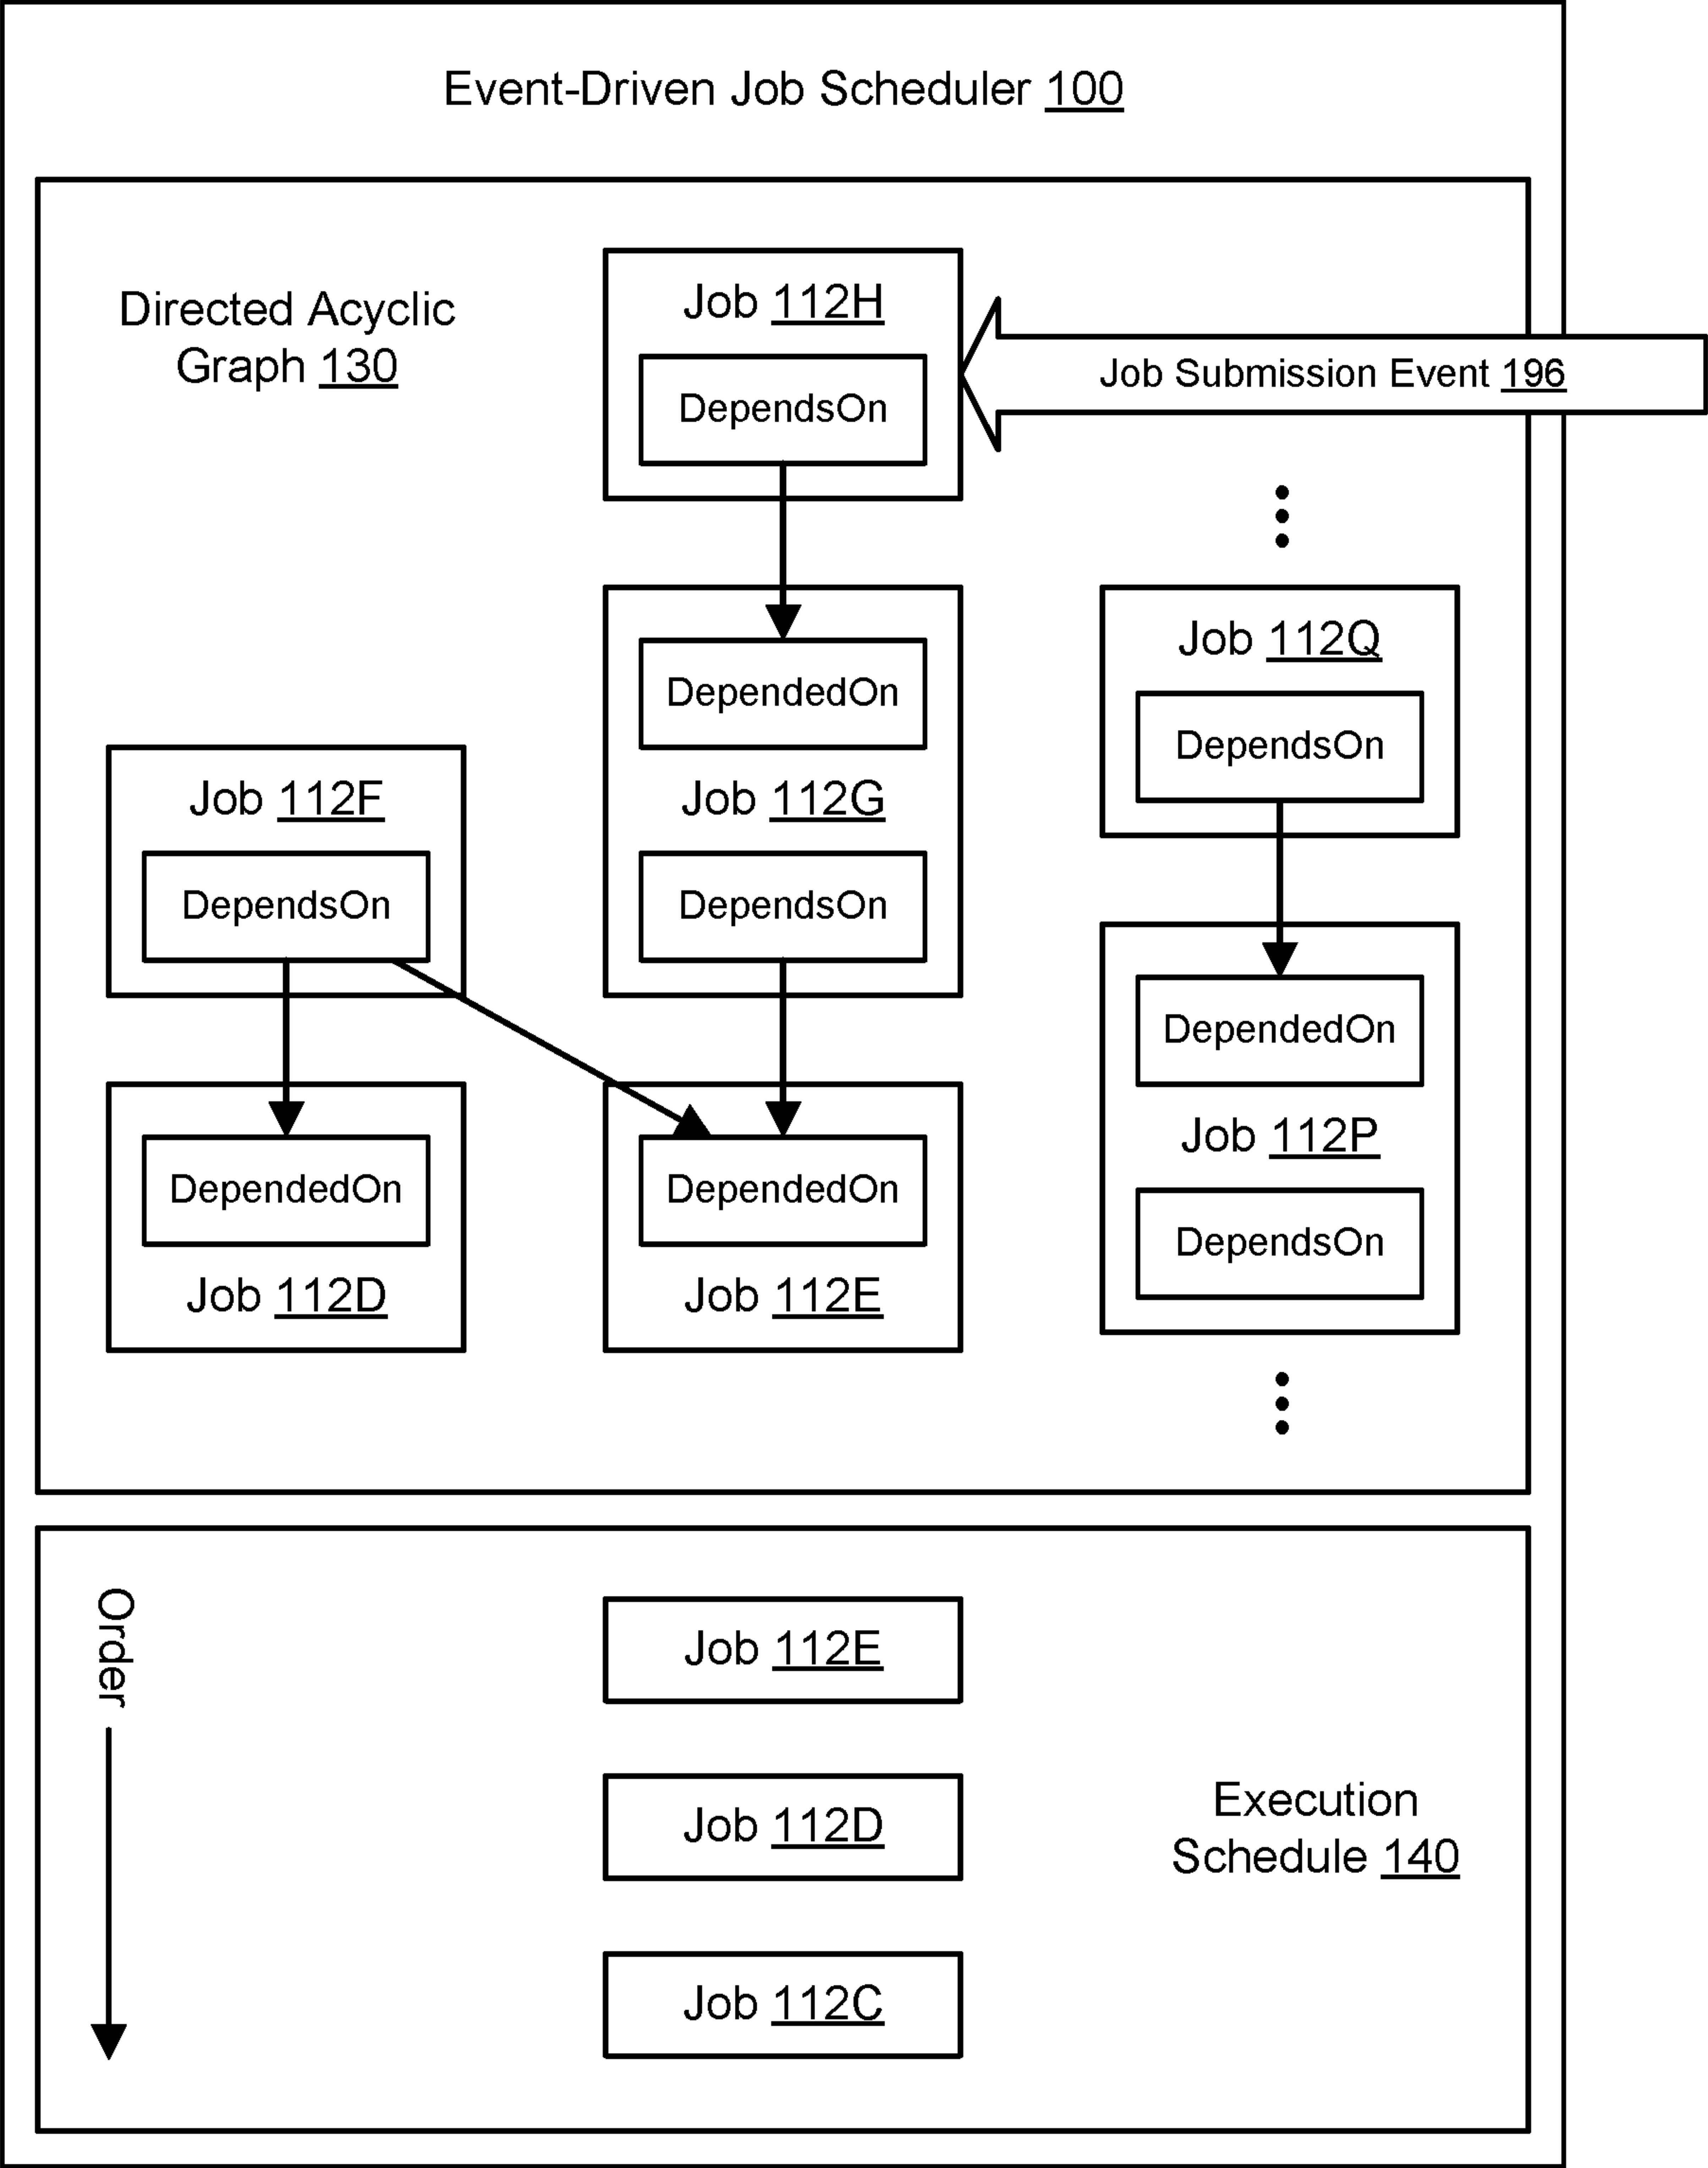 Event-Driven Job Scheduler 100
Directed Acyclic
Graph 130
Job 112H
DependsOn
Job Submission Event 196
DependedOn
Job 112G
DependsOn
Job 112Q
DependsOn
Job 112F
DependsOn
DependedOn
Job 112D
DependedOn
Job 112E
DependedOn
Job 112P
DependsOn
Order
Job 112E
Job 112D
Job 112C
Execution
Schedule 140